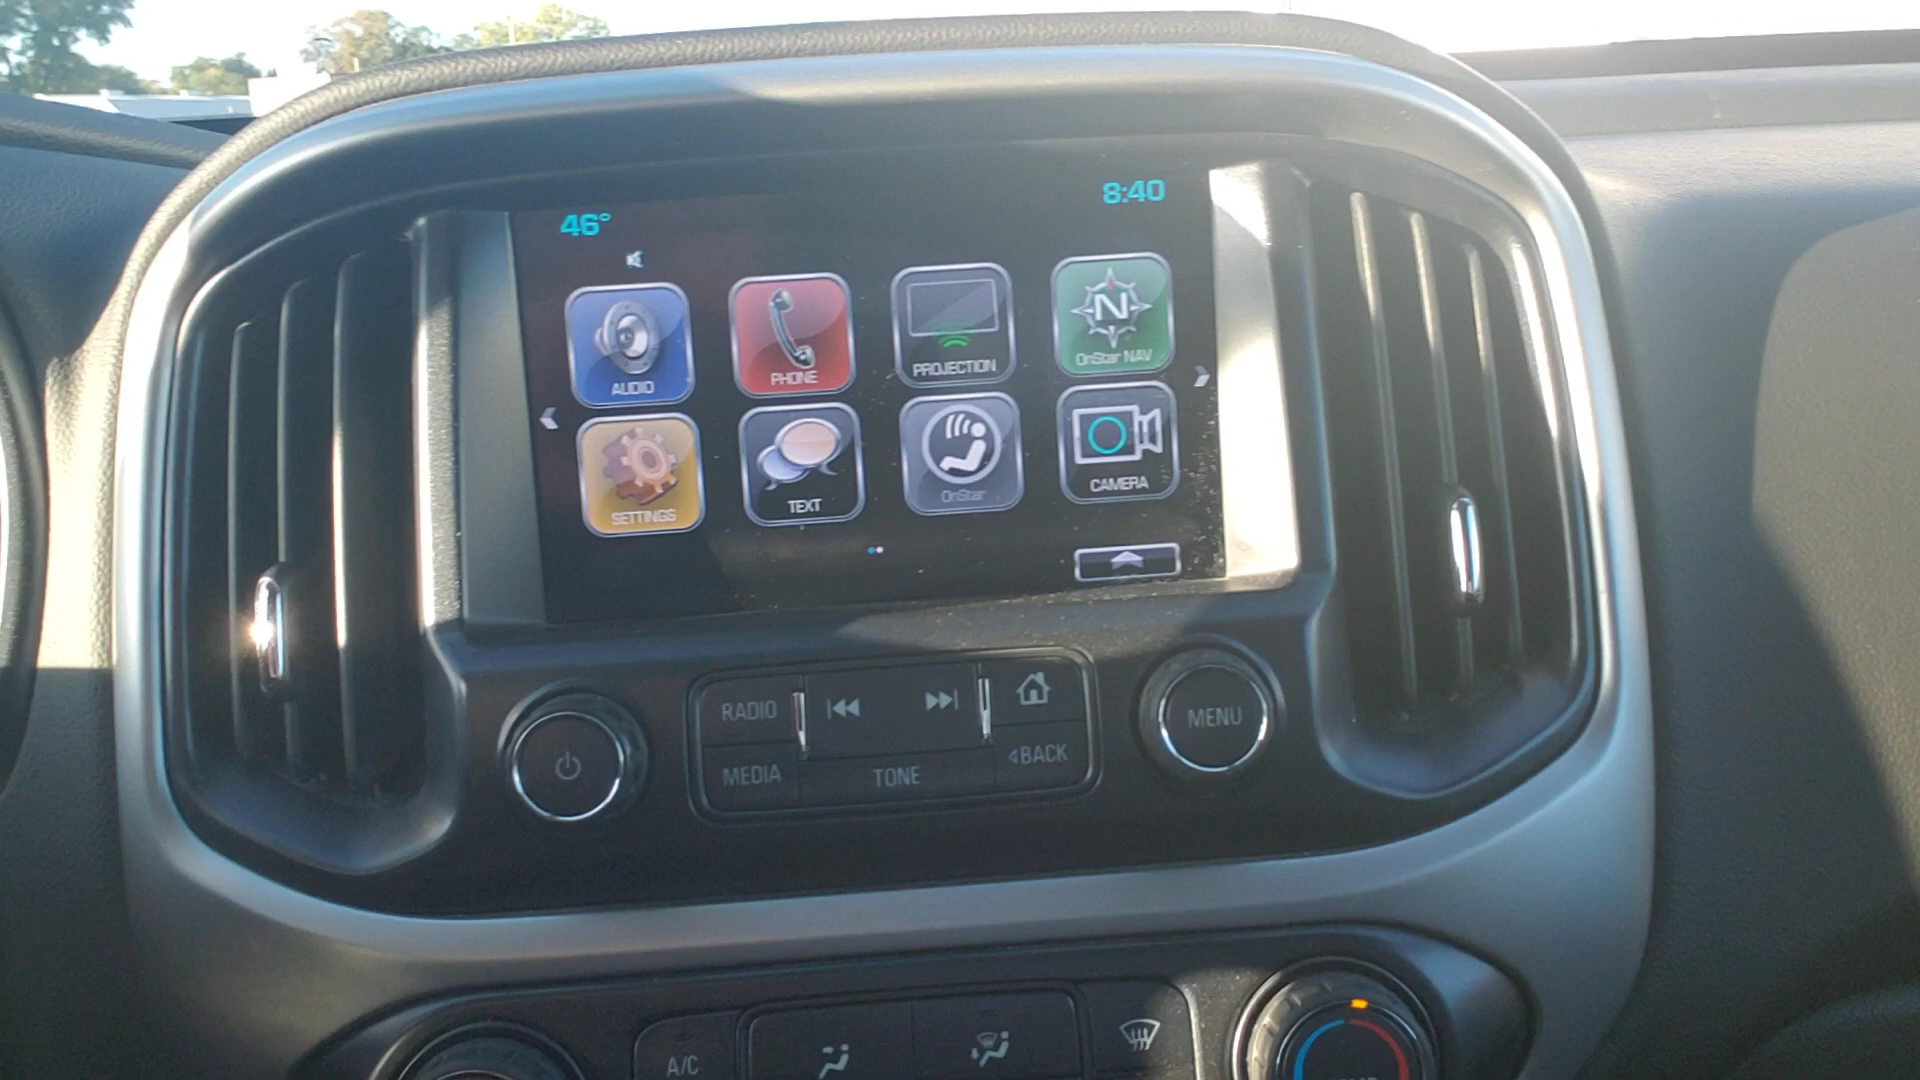 46°
8:40
AUDIO
PHONE
PROJECTION
N
OnStar NAV
SETTINGS
TEXT
OnStar
CAMERA
RADIO
MEDIA
TONE
◃BACK
MENU
A/C